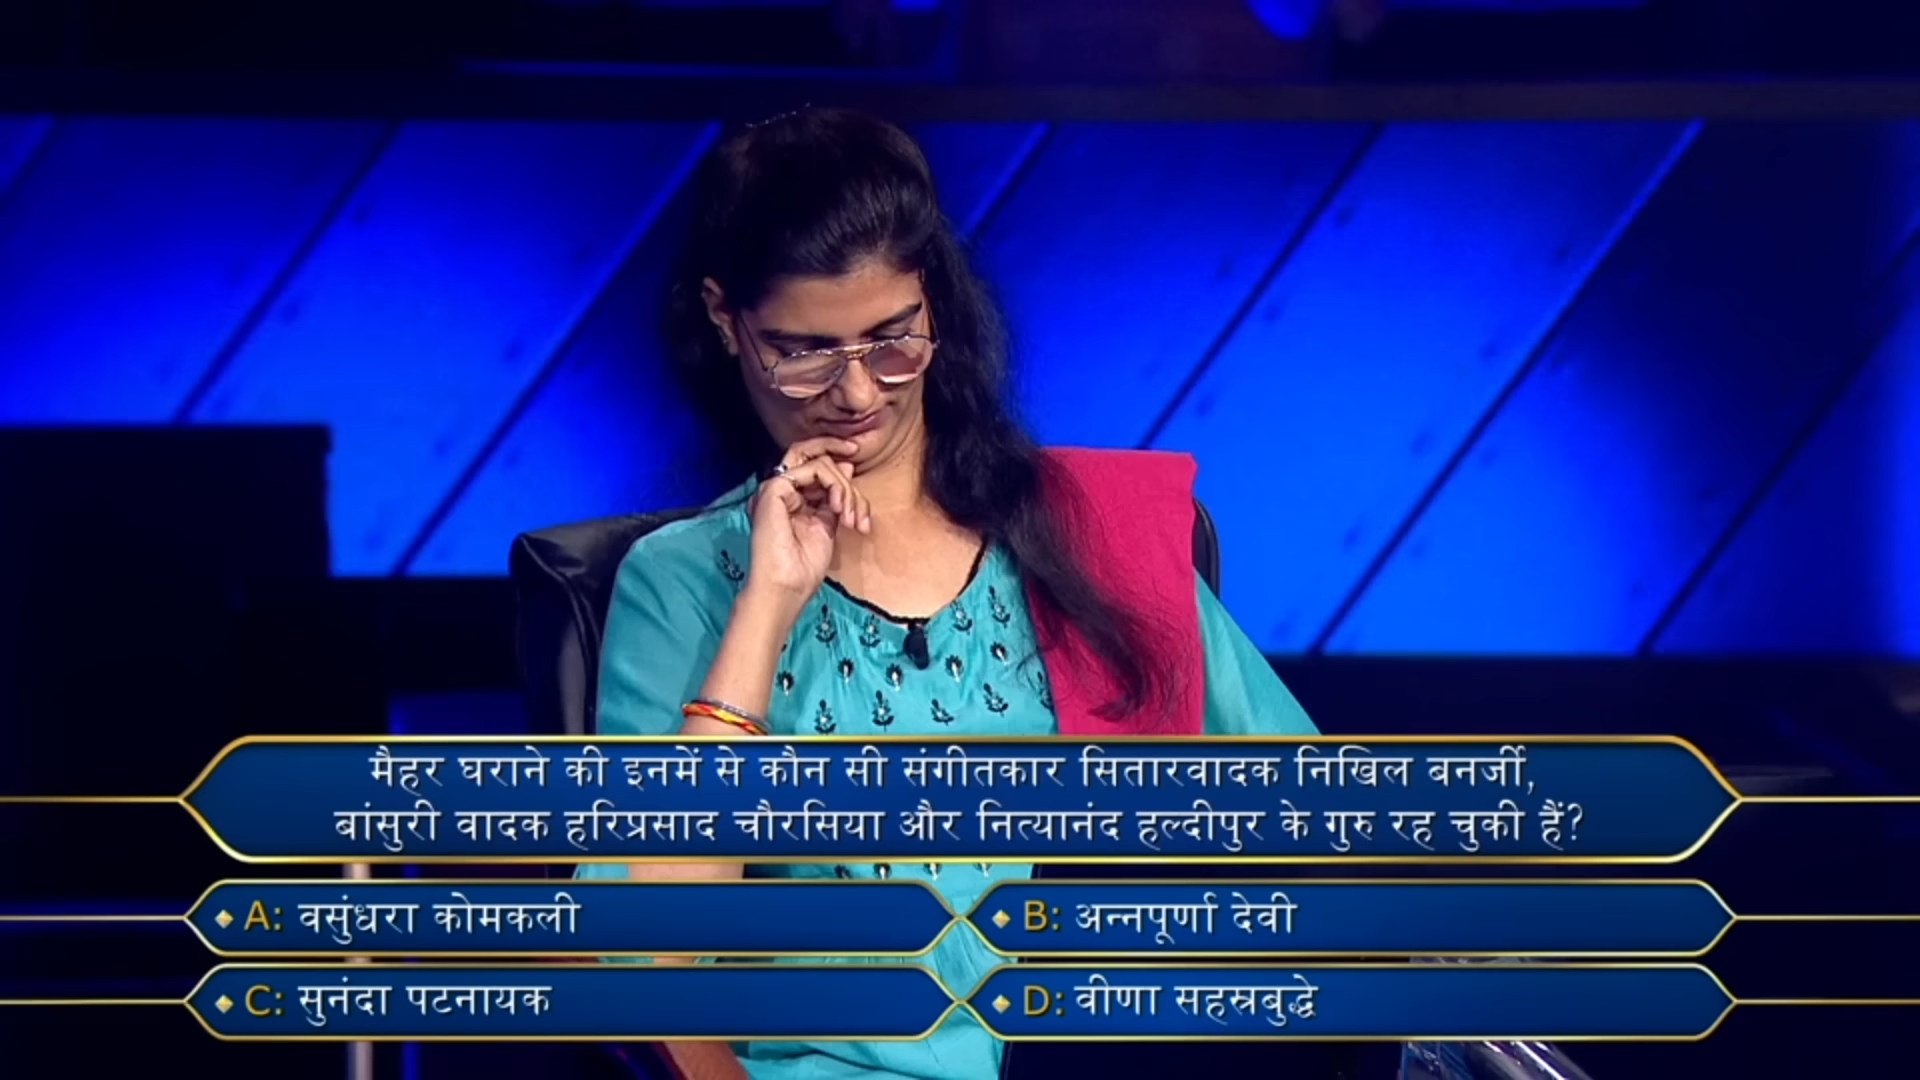 मैहर घराने की इनमें से कौन सी संगीतकार सितारवादक निखिल बनर्जी,
बांसुरी वादक हरिप्रसाद चौरसिया और नित्यानंद हल्दीपुर के गुरु रह चुकी हैं?
A: वसुंधरा कोमकली
B: अन्नपूर्णा देवी
C: सुनंदा पटनायक
D: वीणा सहस्रबुद्धे